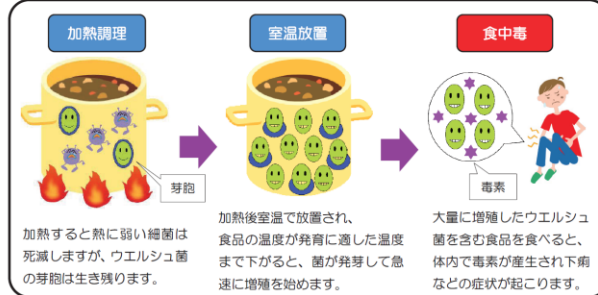 加熱調理
室温放置
食中毒
芽胞
毒素
加熱すると熱に弱い細菌は
死滅しますが、ウエルシュ菌
の芽胞は生き残ります。
加熱後室温で放置され、
食品の温度が発育に適した温度
まで下がると、菌が発芽して急
速に増殖を始めます。
大量に増殖したウエルシュ
菌を含む食品を食べると、
体内で毒素が産生され下痢
などの症状が起こります。